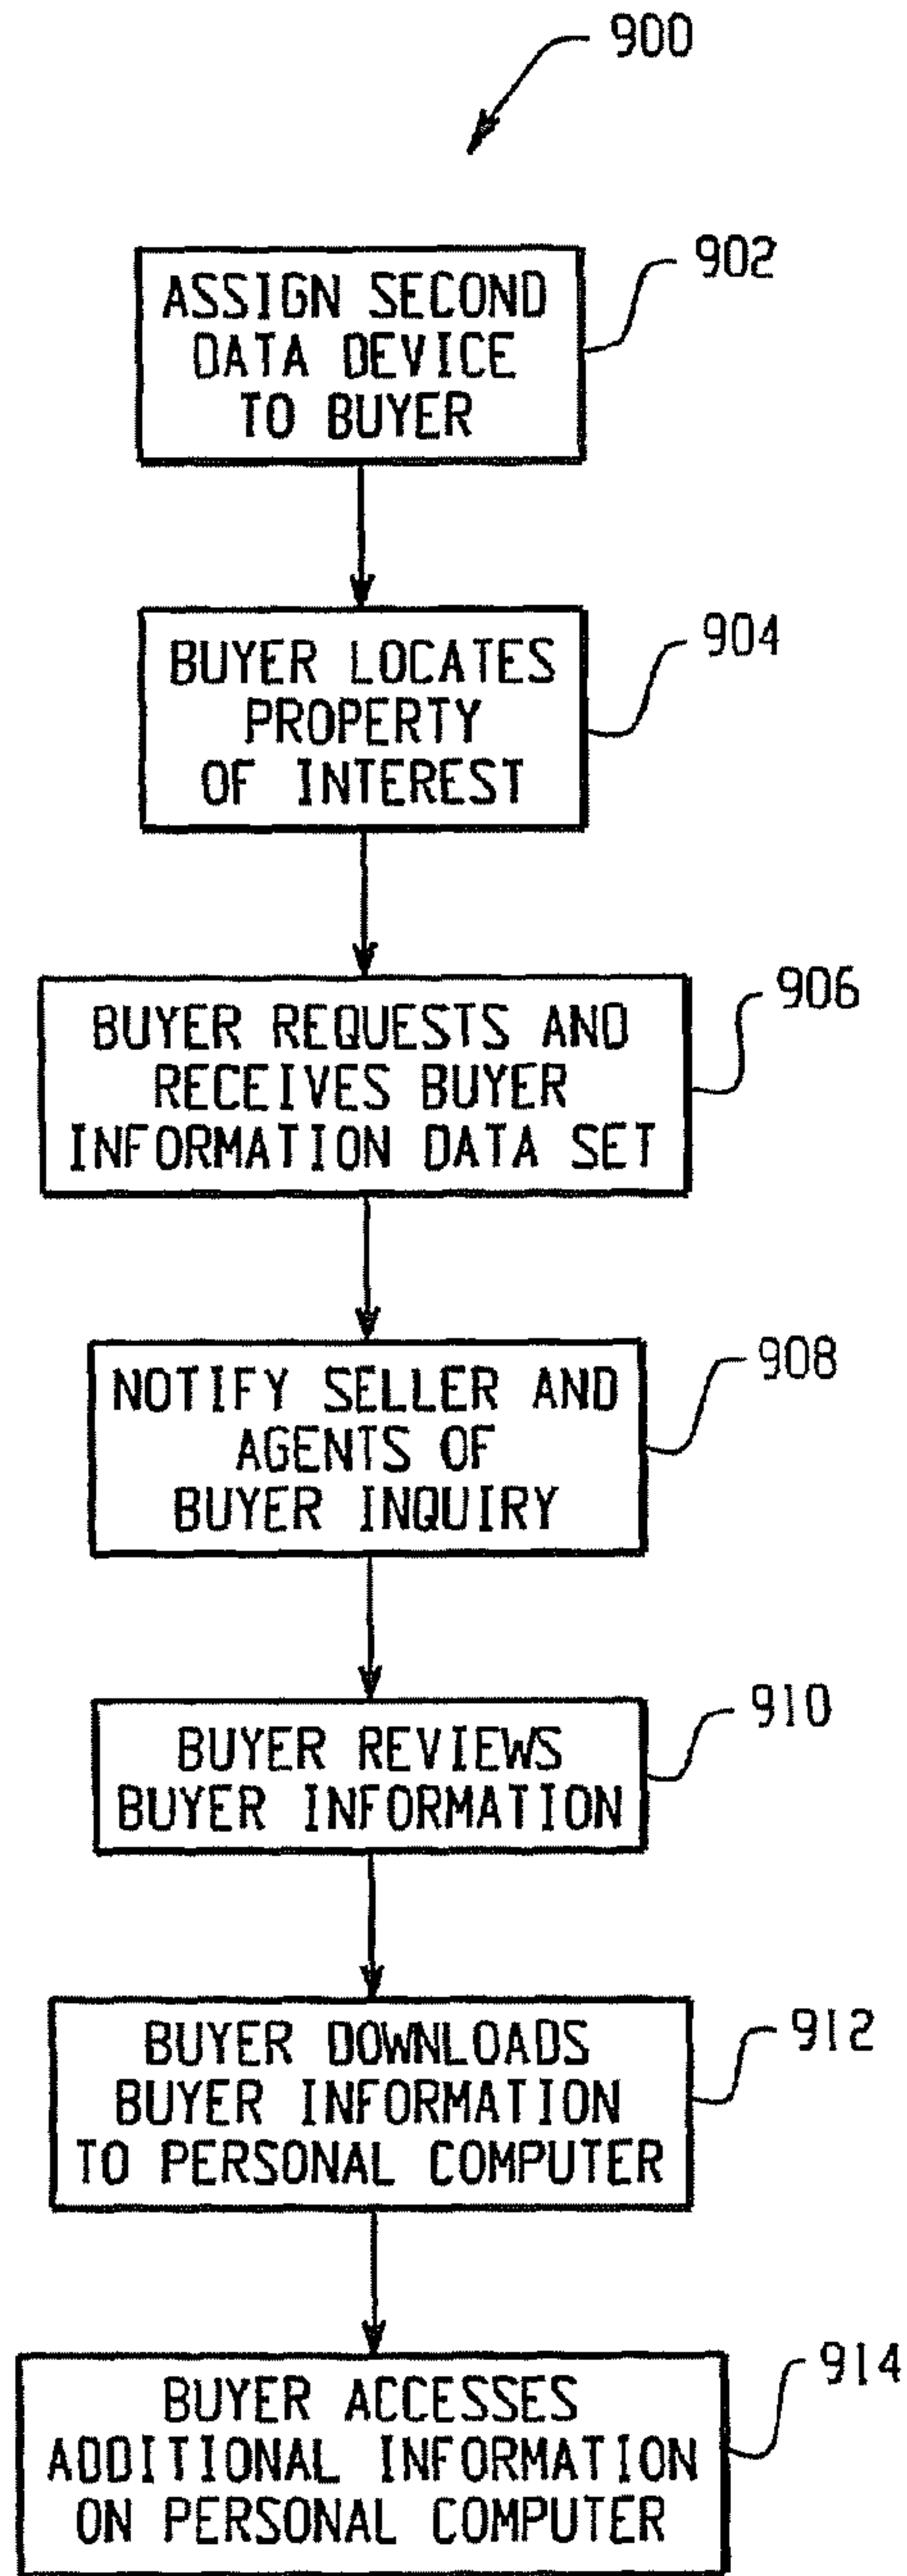 900
902
ASSIGN SECOND
DATA DEVICE
TO BUYER
904
BUYER LOCATES
PROPERTY
OF INTEREST
906
BUYER REQUESTS AND
RECEIVES BUYER
INFORMATION DATA SET
908
NOTIFY SELLER AND
AGENTS OF
BUYER INQUIRY
910
BUYER REVIEWS
BUYER INFORMATION
912
BUYER DOWNLOADS
BUYER INFORMATION
TO PERSONAL COMPUTER
914
BUYER ACCESSES
ADDITIONAL INFORMATION
ON PERSONAL COMPUTER